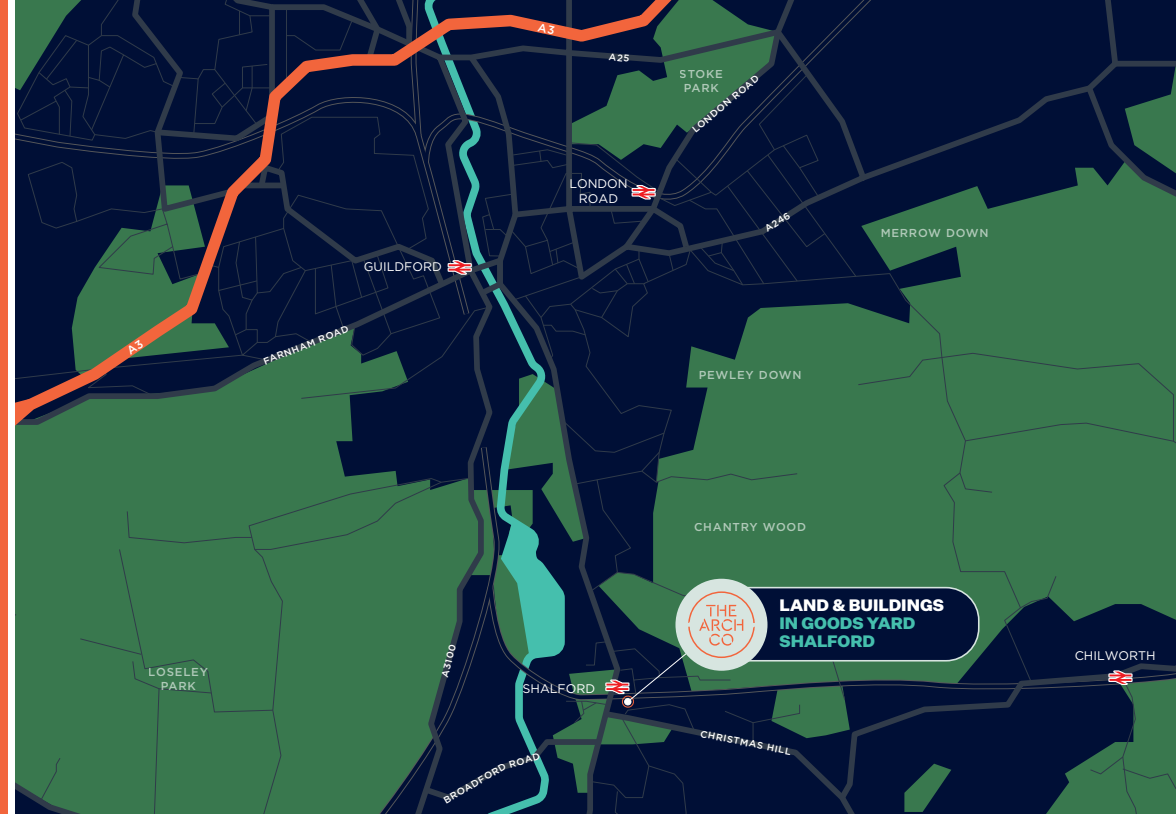 A3
A25
STOKE
PARK
LONDON ROAD
LONDON
ROAD
A246
MERROW DOWN
GUILDFORD
FARNHAM ROAD
A3
PEWLEY DOWN
CHANTRY WOOD
THE
ARCH
CO
LAND & BUILDINGS
IN GOODS YARD
SHALFORD
CHILWORTH
A3100
LOSELEY
PARK
SHALFORD
CHRISTMAS HILL
BROADFORD ROAD